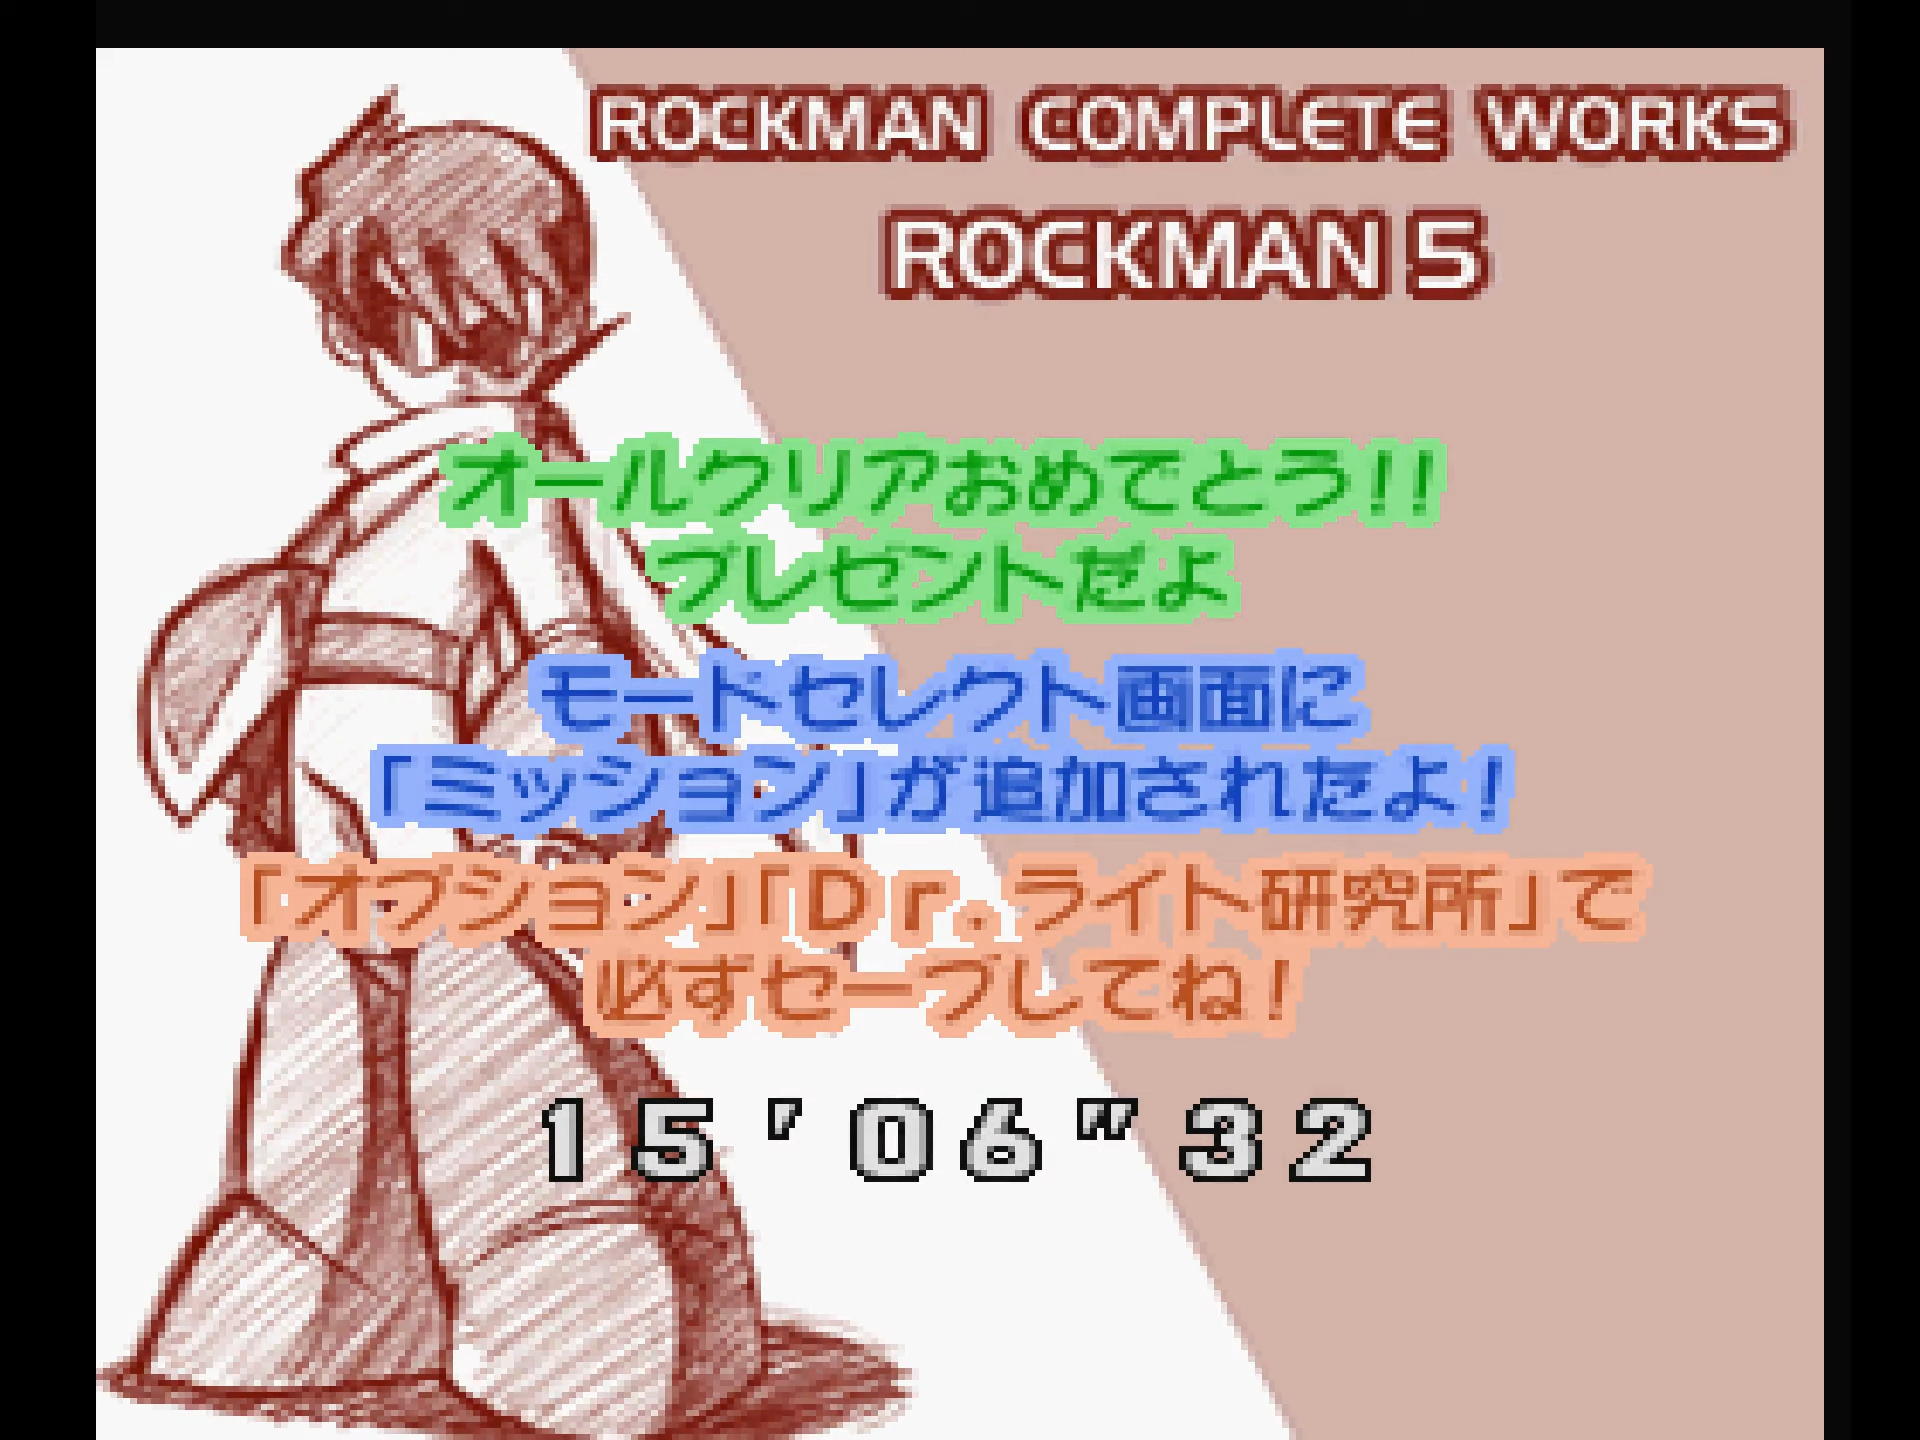 ROCKMAN COMPLETE WORKS
ROCKMAN 5
オールクリアおめでとう!!
プレゼントだよ
モードセレクト画面に
「ミッション」が追加されたよ!
「オプション」「Dr.ライト研究所」で
必ずセーブしてね!
15'06"32